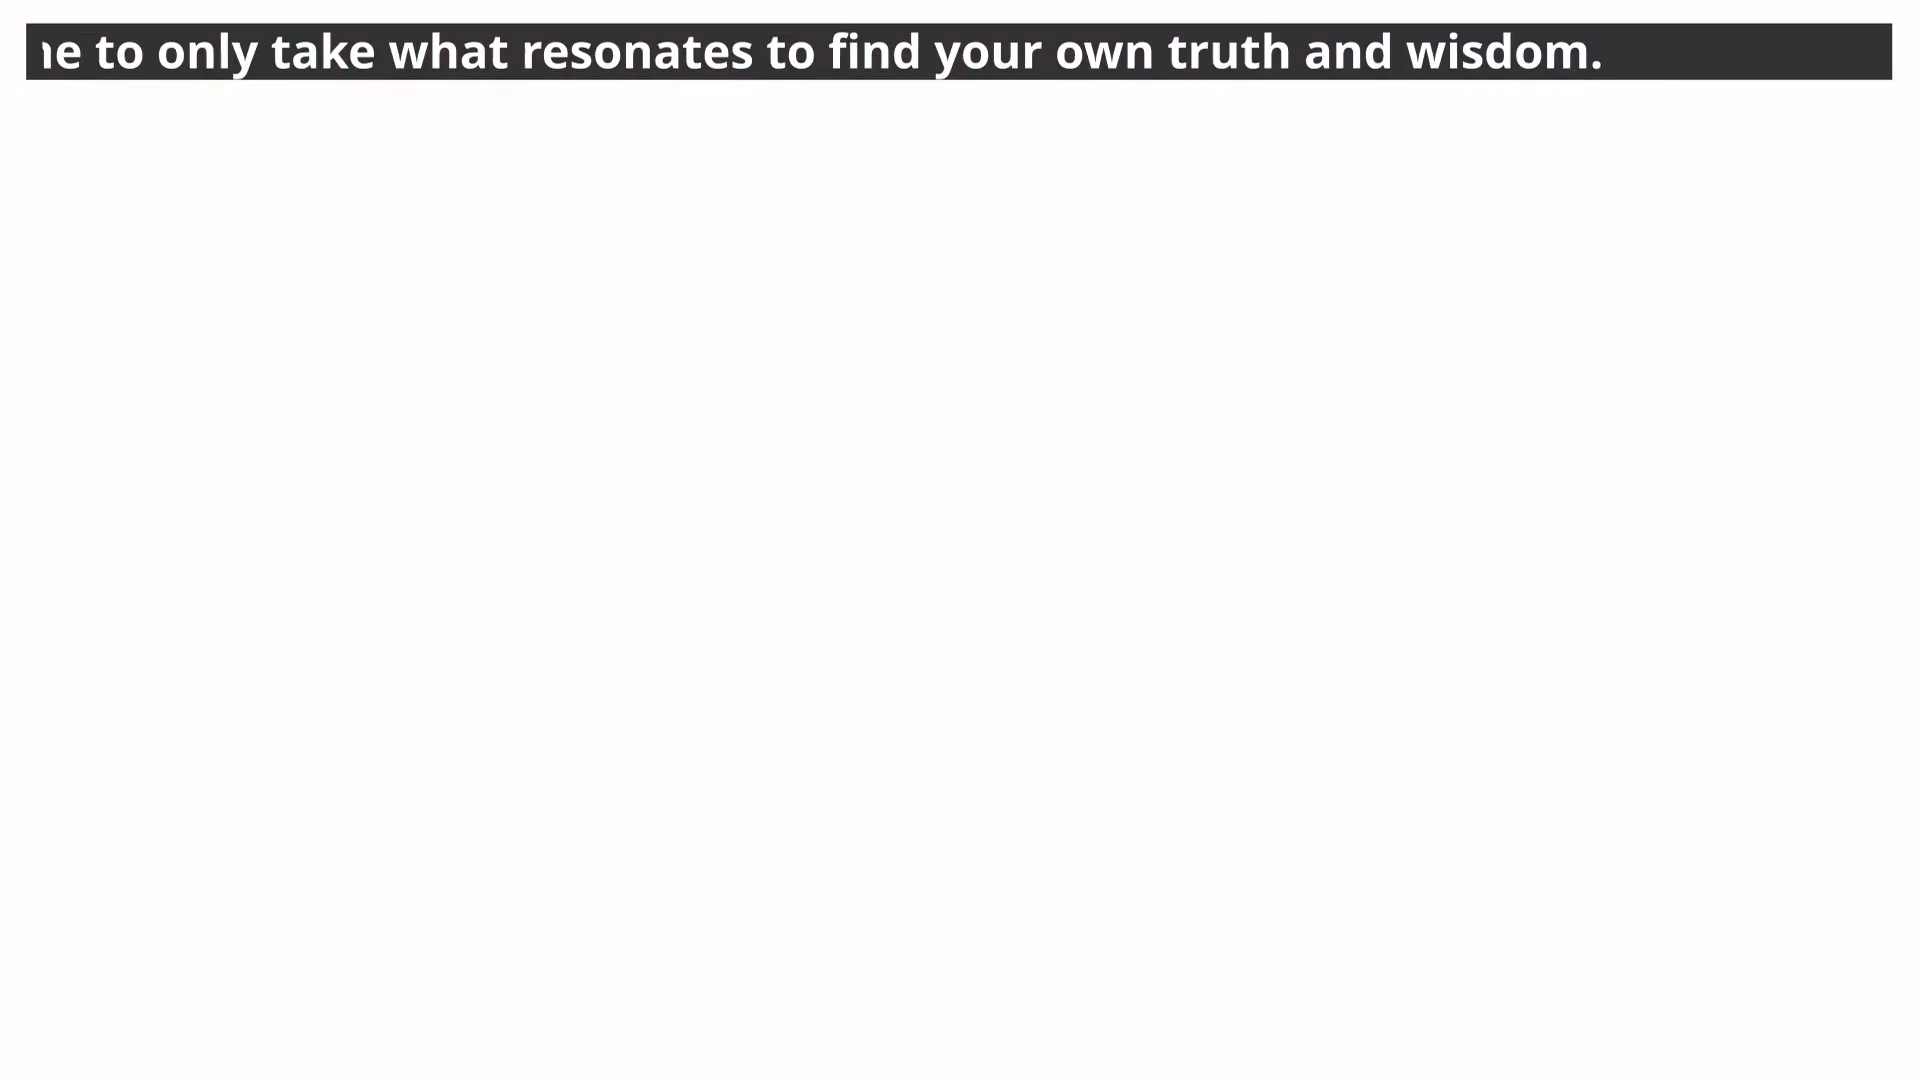 to only take what resonates to find your own truth and wisdom.